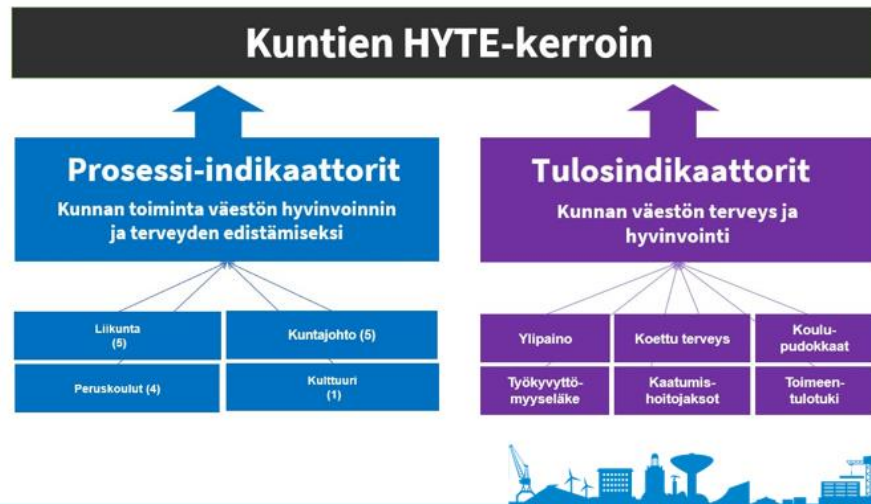 Kuntien HYTE-kerroin
Prosessi-indikaattorit
Kunnan toiminta väestön hyvinvoinnin
ja terveyden edistämiseksi
Liikunta
(5)
Kuntajohto (5)
Peruskoulut (4)
Kulttuuri
(1)
Tulosindikaattorit
Kunnan väestön terveys ja
hyvinvointi
Ylipaino
Koettu terveys
Koulu-
pudokkaat
Työkyvyttö-
myyseläke
Kaatumis-
hoitojaksot
Toimeen-
tulotuki